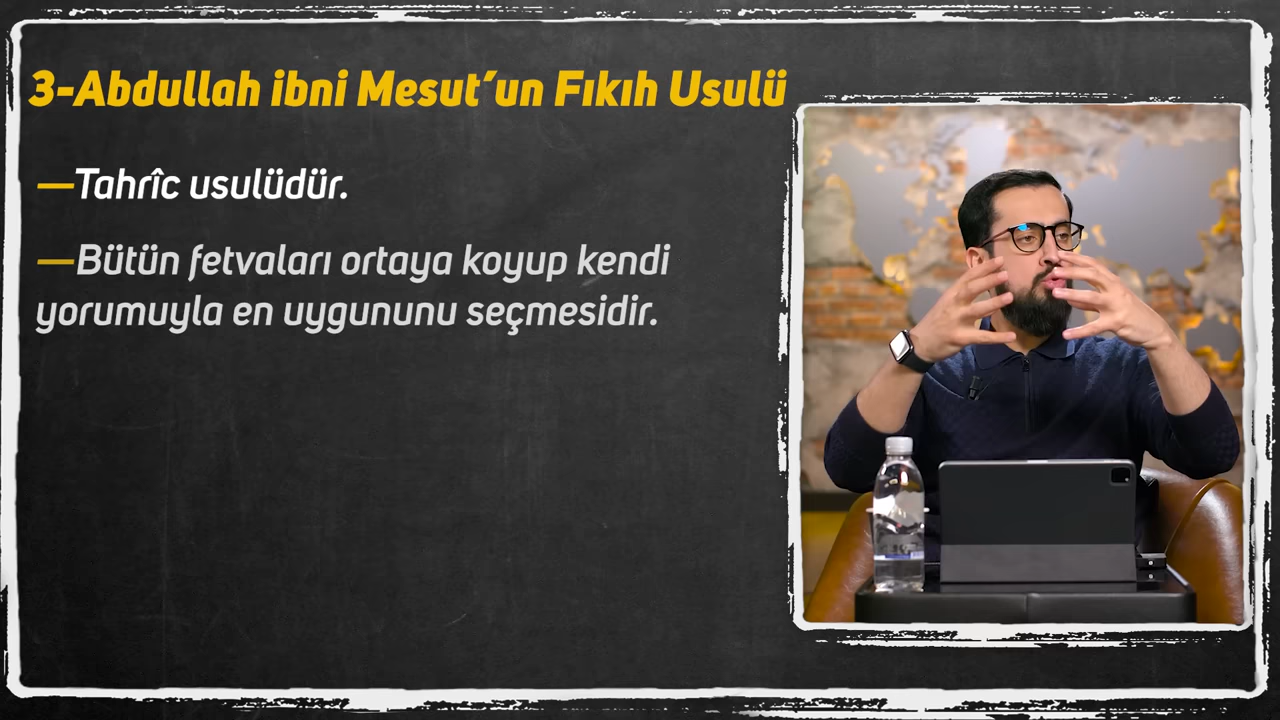 3-Abdullah ibni Mesut´un Fıkıh Usulü
—Tahrîc usulüdür.
—Bütün fetvaları ortaya koyup kendi
yorumuyla en uygununu seçmesidir.